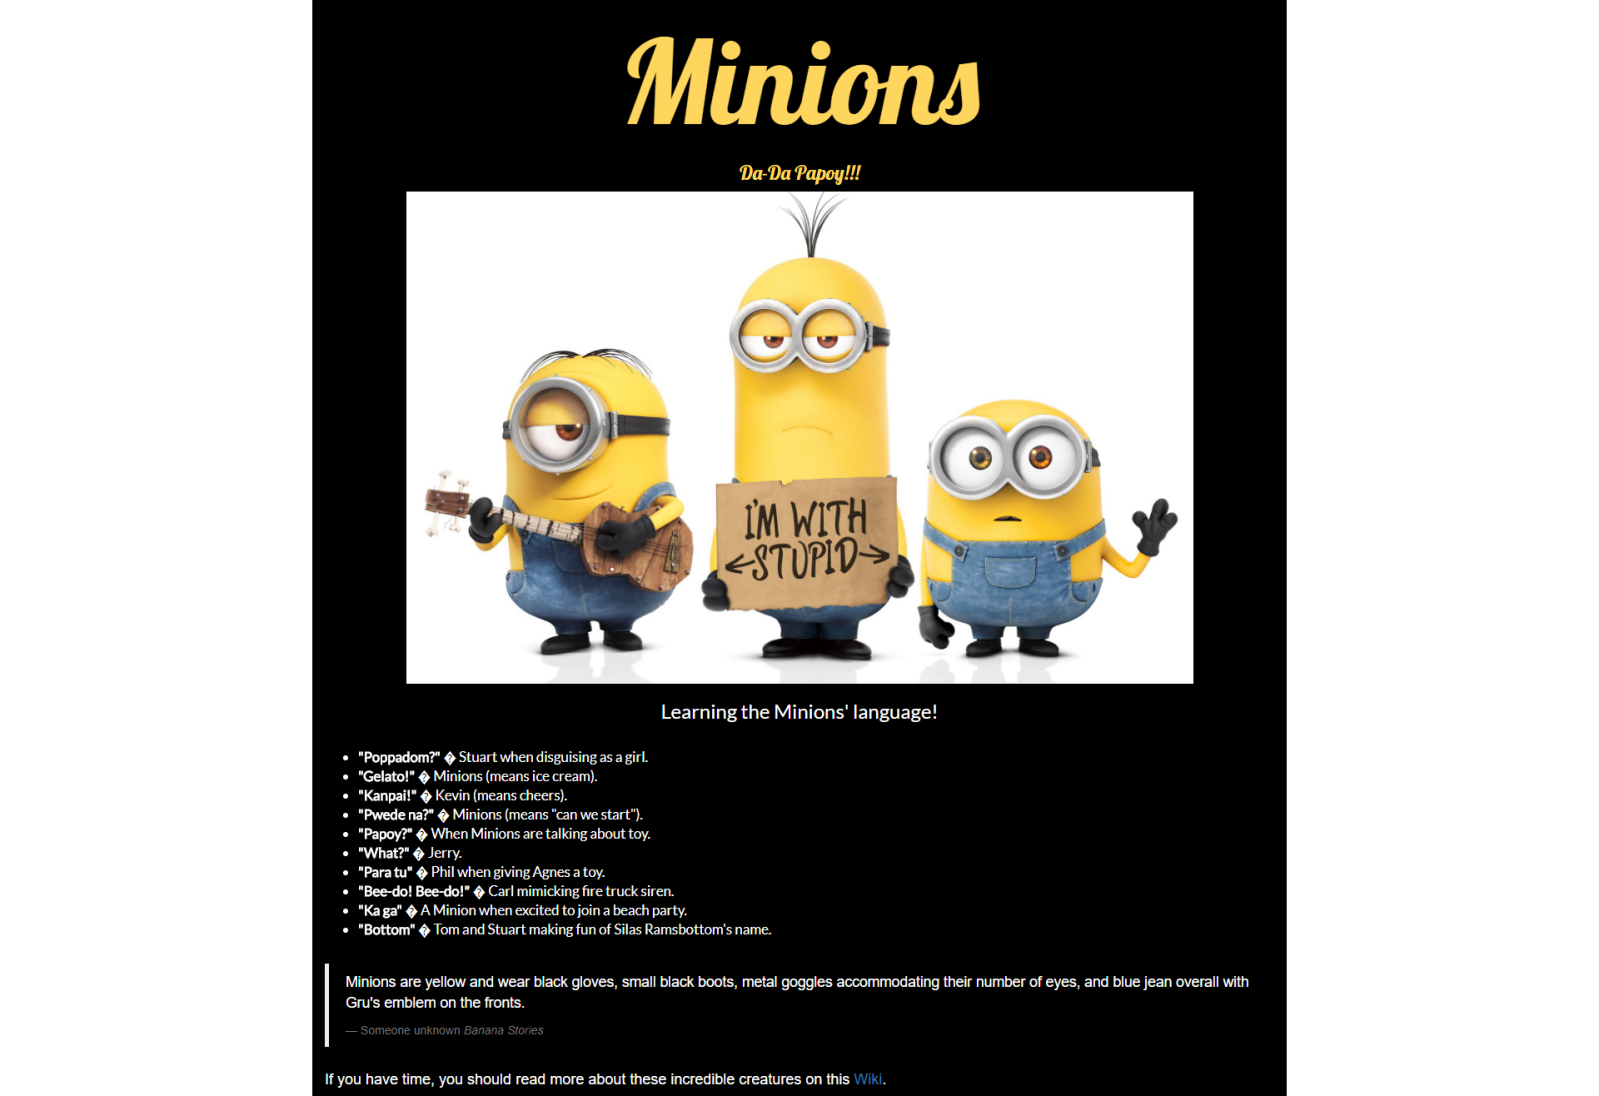 Minions
Da-Da Papoy!!!
I'M WITH
←STUPID→
Learning the Minions' language!
• "Poppadom?" � Stuart when disguising as a girl.
• "Gelato!" � Minions (means ice cream).
• "Kanpai!" � Kevin (means cheers).
• "Pwede na?" � Minions (means "can we start").
• "Papoy?" � When Minions are talking about toy.
• "What?" � Jerry.
• "Para tu" � Phil when giving Agnes a toy.
• "Bee-do! Bee-do!" � Carl mimicking fire truck siren.
• "Ka ga" � A Minion when excited to join a beach party.
• "Bottom" � Tom and Stuart making fun of Silas Ramsbottom's name.
Minions are yellow and wear black gloves, small black boots, metal goggles accommodating their number of eyes, and blue jean overall with
Gru's emblem on the fronts.
— Someone unknown Banana Stories
If you have time, you should read more about these incredible creatures on this Wiki.